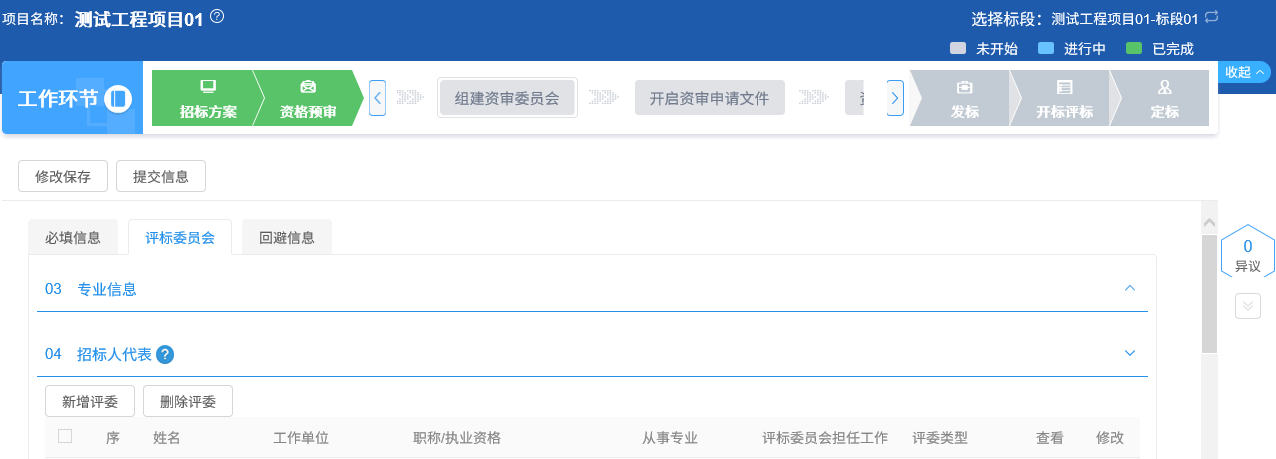 项目名称: 测试工程项目01
选择标段: 测试工程项目01-标段01
未开始 进行中 已完成
收起
工作环节
招标方案 资格预审 组建资审委员会 开启资审申请文件 发标 开标评标 定标
修改保存 提交信息
必填信息 评标委员会 回避信息
0
异议
03 专业信息
04 招标人代表 ?
新增评委 删除评委
序 姓名 工作单位 职称/执业资格 从事专业 评标委员会担任工作 评委类型 查看 修改